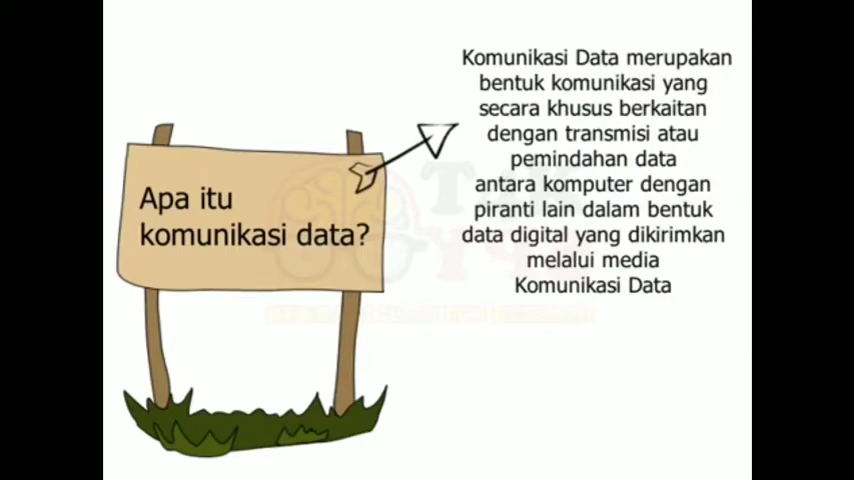 Apa itu
komunikasi data?
Komunikasi Data merupakan
bentuk komunikasi yang
secara khusus berkaitan
dengan transmisi atau
pemindahan data
antara komputer dengan
piranti lain dalam bentuk
data digital yang dikirimkan
melalui media
Komunikasi Data